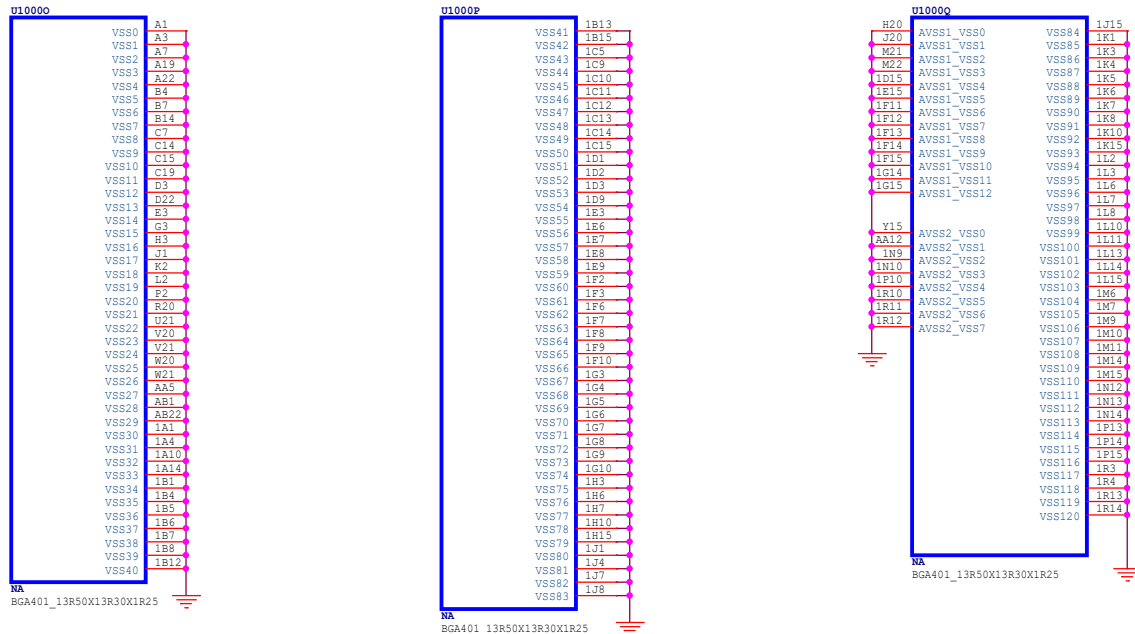 U1000O
VSS0 A1
VSS1 A3
VSS2 A7
VSS3 A19
VSS4 A22
VSS5 B4
VSS6 B7
VSS7 B14
VSS8 C7
VSS9 C14
VSS10 C15
VSS11 C19
VSS12 D3
VSS13 D22
VSS14 E3
VSS15 G3
VSS16 H3
VSS17 J1
VSS18 K2
VSS19 L2
VSS20 P2
VSS21 R20
VSS22 U21
VSS23 V20
VSS24 V21
VSS25 W20
VSS26 W21
VSS27 AA5
VSS28 AB1
VSS29 AB22
VSS30 1A1
VSS31 1A4
VSS32 1A10
VSS33 1A14
VSS34 1B1
VSS35 1B4
VSS36 1B5
VSS37 1B6
VSS38 1B7
VSS39 1B8
VSS40 1B12
NA
BGA401_13R50X13R30X1R25
U1000P
VSS41 1B13
VSS42 1B15
VSS43 1C5
VSS44 1C9
VSS45 1C10
VSS46 1C11
VSS47 1C12
VSS48 1C13
VSS49 1C14
VSS50 1C15
VSS51 1D1
VSS52 1D2
VSS53 1D3
VSS54 1D9
VSS55 1E3
VSS56 1E6
VSS57 1E7
VSS58 1E8
VSS59 1E9
VSS60 1F2
VSS61 1F3
VSS62 1F6
VSS63 1F7
VSS64 1F8
VSS65 1F9
VSS66 1F10
VSS67 1G3
VSS68 1G4
VSS69 1G5
VSS70 1G6
VSS71 1G7
VSS72 1G8
VSS73 1G9
VSS74 1G10
VSS75 1H3
VSS76 1H6
VSS77 1H7
VSS78 1H10
VSS79 1H15
VSS80 1J1
VSS81 1J4
VSS82 1J7
VSS83 1J8
NA
BGA401_13R50X13R30X1R25
U1000Q
H20 AVSS1_VSS0 VSS84 1J15
J20 AVSS1_VSS1 VSS85 1K1
M21 AVSS1_VSS2 VSS86 1K3
M22 AVSS1_VSS3 VSS87 1K4
1D15 AVSS1_VSS4 VSS88 1K5
1E15 AVSS1_VSS5 VSS89 1K6
1F11 AVSS1_VSS6 VSS90 1K7
1F12 AVSS1_VSS7 VSS91 1K8
1F13 AVSS1_VSS8 VSS92 1K10
1F14 AVSS1_VSS9 VSS93 1K15
1F15 AVSS1_VSS10 VSS94 1L2
1G14 AVSS1_VSS11 VSS95 1L3
1G15 AVSS1_VSS12 VSS96 1L6
VSS97 1L7
VSS98 1L8
Y15 AVSS2_VSS0 VSS99 1L10
AA12 AVSS2_VSS1 VSS100 1L11
1N9 AVSS2_VSS2 VSS101 1L13
1N10 AVSS2_VSS3 VSS102 1L14
1P10 AVSS2_VSS4 VSS103 1L15
1R10 AVSS2_VSS5 VSS104 1M6
1R11 AVSS2_VSS6 VSS105 1M7
1R12 AVSS2_VSS7 VSS106 1M9
VSS107 1M10
VSS108 1M11
VSS109 1M14
VSS110 1M15
VSS111 1N12
VSS112 1N13
VSS113 1N14
VSS114 1P13
VSS115 1P14
VSS116 1P15
VSS117 1R3
VSS118 1R4
VSS119 1R13
VSS120 1R14
NA
BGA401_13R50X13R30X1R25